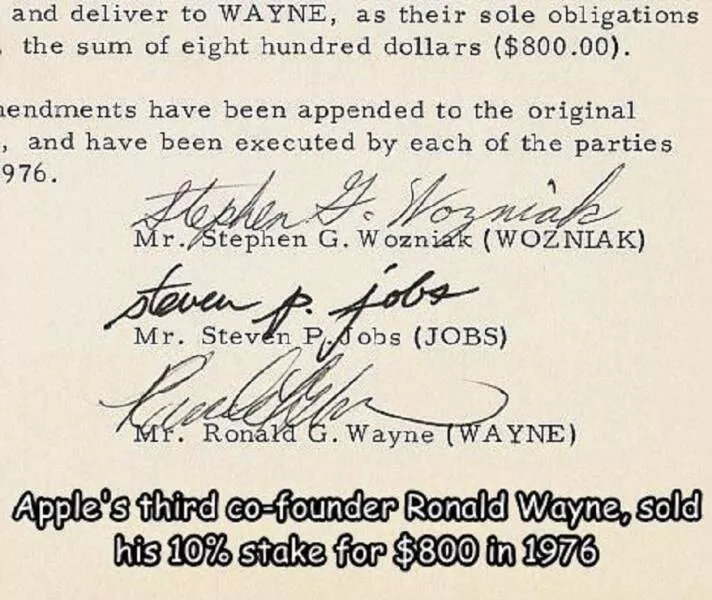 and deliver to WAYNE, as their sole obligations
, the sum of eight hundred dollars ($800.00).
endments have been appended to the original
, and have been executed by each of the parties
976.
Stephen G. Wozniak
Mr. Stephen G. Wozniak (WOZNIAK)
steven p. jobs
Mr. Steven P. Jobs (JOBS)
Mr. Ronald G. Wayne (WAYNE)
Apple's third co-founder Ronald Wayne, sold
his 10% stake for $800 in 1976